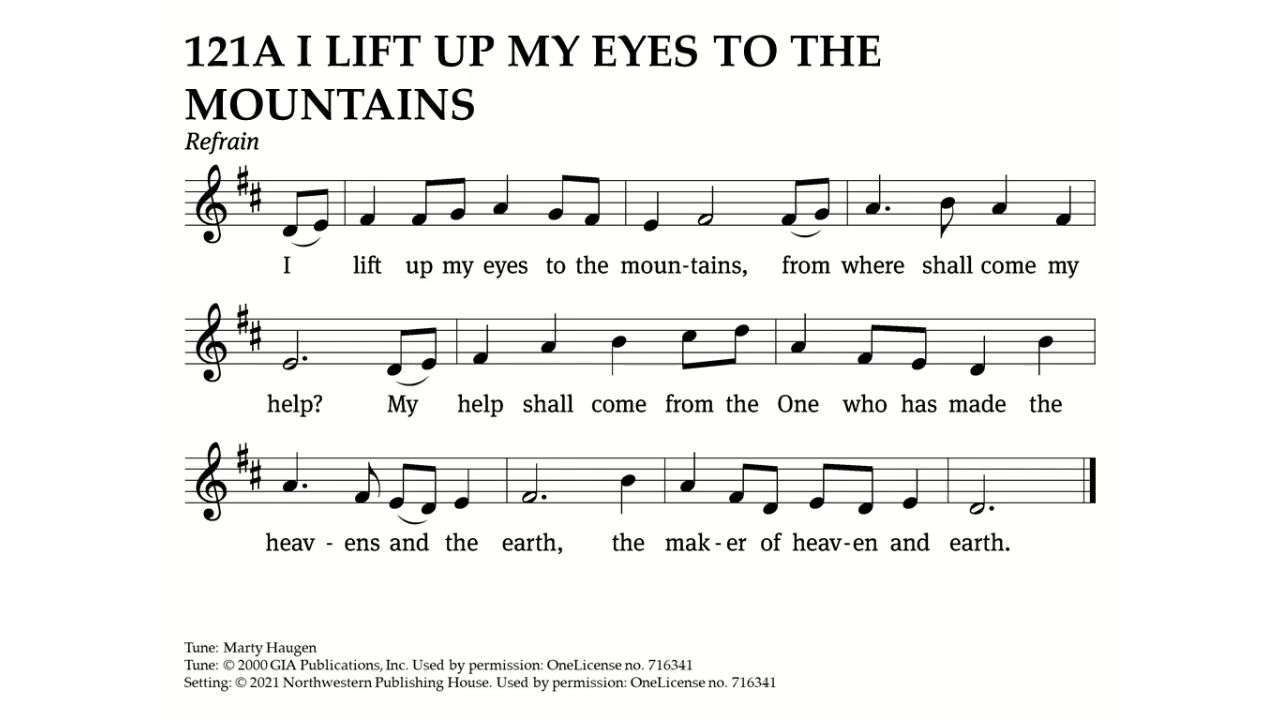 121A I LIFT UP MY EYES TO THE
MOUNTAINS
Refrain
I lift up my eyes to the moun-tains, from where shall come my
help? My help shall come from the One who has made the
heav - ens and the earth, the mak-er of heav-en and earth.
Tune: Marty Haugen
Tune: © 2000 GIA Publications, Inc. Used by permission: OneLicense no. 716341
Setting: © 2021 Northwestern Publishing House. Used by permission: OneLicense no. 716341